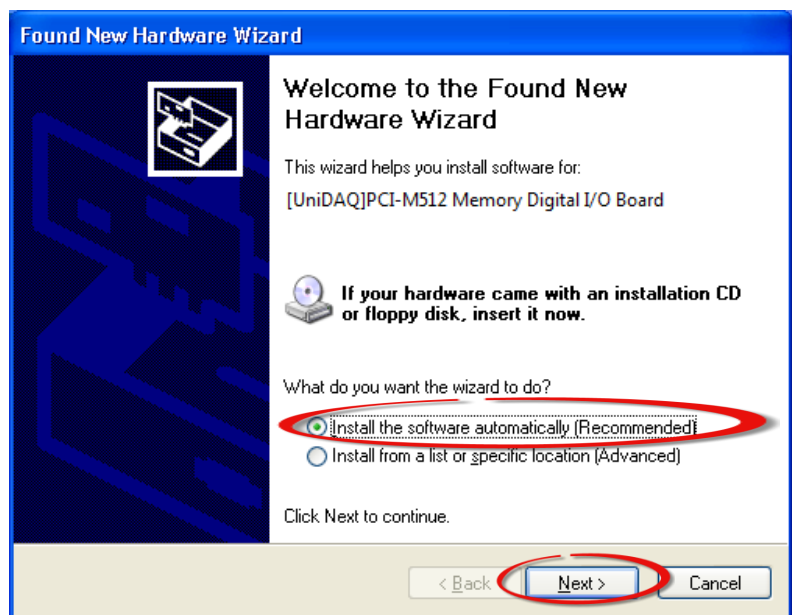 Found New Hardware Wizard
Welcome to the Found New
Hardware Wizard
This wizard helps you install software for:
[UniDAQ]PCI-M512 Memory Digital I/O Board
If your hardware came with an installation CD
or floppy disk, insert it now.
What do you want the wizard to do?
Install the software automatically (Recommended)
Install from a list or specific location (Advanced)
Click Next to continue.
< Back Next > Cancel